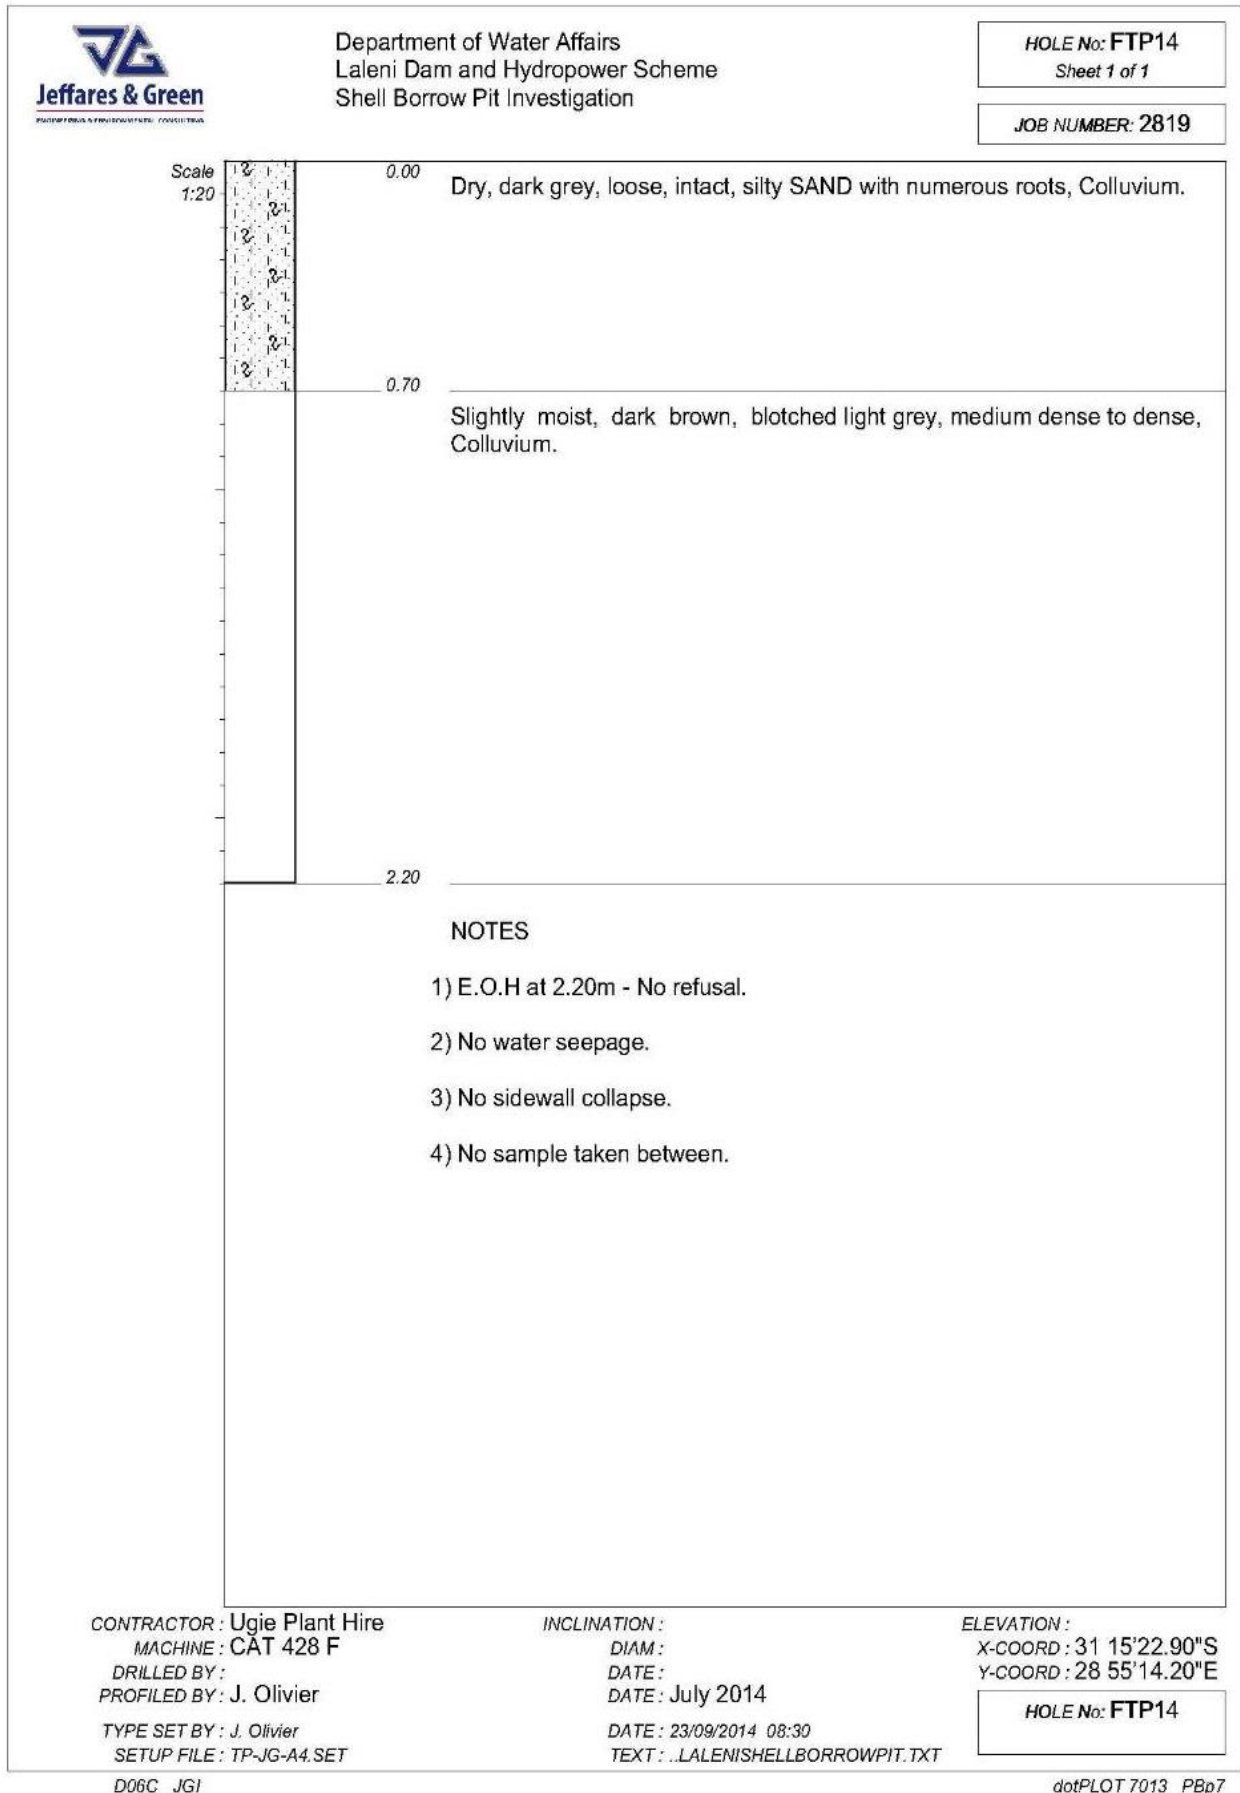 Jeffares & Green
ENGINEERING & ENVIRONMENTAL CONSULTING
Department of Water Affairs
Laleni Dam and Hydropower Scheme
Shell Borrow Pit Investigation
HOLE No: FTP14
Sheet 1 of 1
JOB NUMBER: 2819
Scale
1:20
0.00
Dry, dark grey, loose, intact, silty SAND with numerous roots, Colluvium.
0.70
Slightly moist, dark brown, blotched light grey, medium dense to dense,
Colluvium.
2.20
NOTES
1) E.O.H at 2.20m - No refusal.
2) No water seepage.
3) No sidewall collapse.
4) No sample taken between.
CONTRACTOR : Ugie Plant Hire
MACHINE : CAT 428 F
DRILLED BY :
PROFILED BY : J. Olivier
TYPE SET BY : J. Olivier
SETUP FILE : TP-JG-A4.SET
INCLINATION :
DIAM :
DATE :
DATE : July 2014
DATE : 23/09/2014 08:30
TEXT : ..LALENISHELLBORROWPIT.TXT
ELEVATION :
X-COORD : 31 15'22.90"S
Y-COORD : 28 55'14.20"E
HOLE No: FTP14
D06C JGI
dotPLOT 7013 PBp7